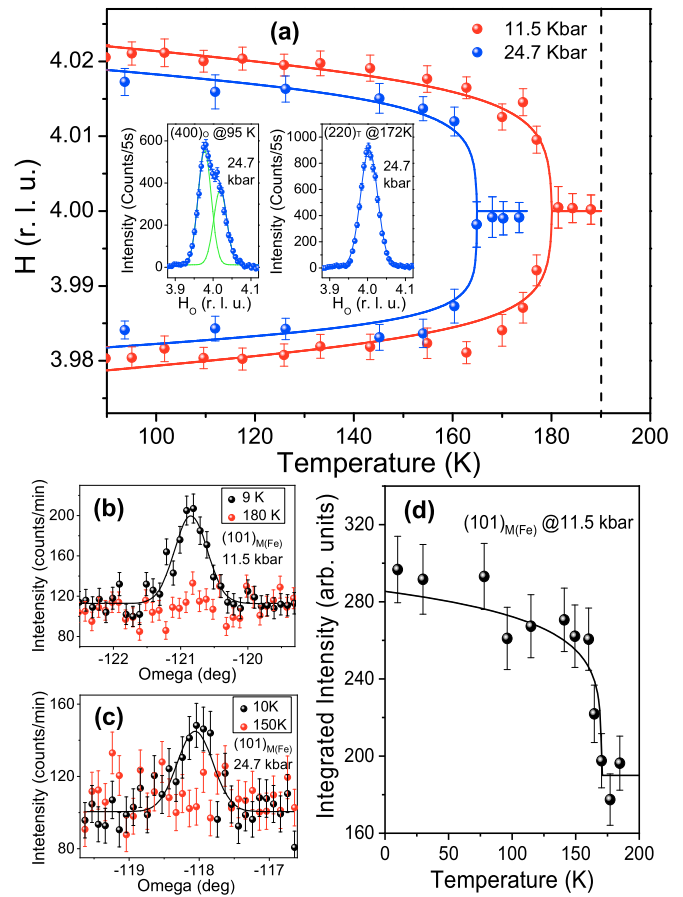 (a)
11.5 Kbar
24.7 Kbar
4.02
4.01
4.00
3.99
3.98
H (r. l. u.)
100
120
140
160
180
200
Temperature (K)
(400)O @95 K
24.7
kbar
600
400
200
0
Intensity (Counts/5s)
3.9
4.0
4.1
HO (r. l. u.)
(220)T @172K
24.7
kbar
1000
800
600
400
200
0
Intensity (Counts/5s)
3.9
4.0
4.1
HO (r. l. u.)
(b)
9 K
180 K
(101)M(Fe)
11.5 kbar
200
160
120
80
Intetensity (counts/min)
-122
-121
-120
Omega (deg)
(c)
10K
150K
(101)M(Fe)
24.7 kbar
160
120
80
Intetensity (counts/min)
-119
-118
-117
Omega (deg)
(d)
(101)M(Fe) @11.5 kbar
320
280
240
200
160
Integrated Intensity (arb. units)
0
25
50
75
100
125
150
175
200
Temperature (K)